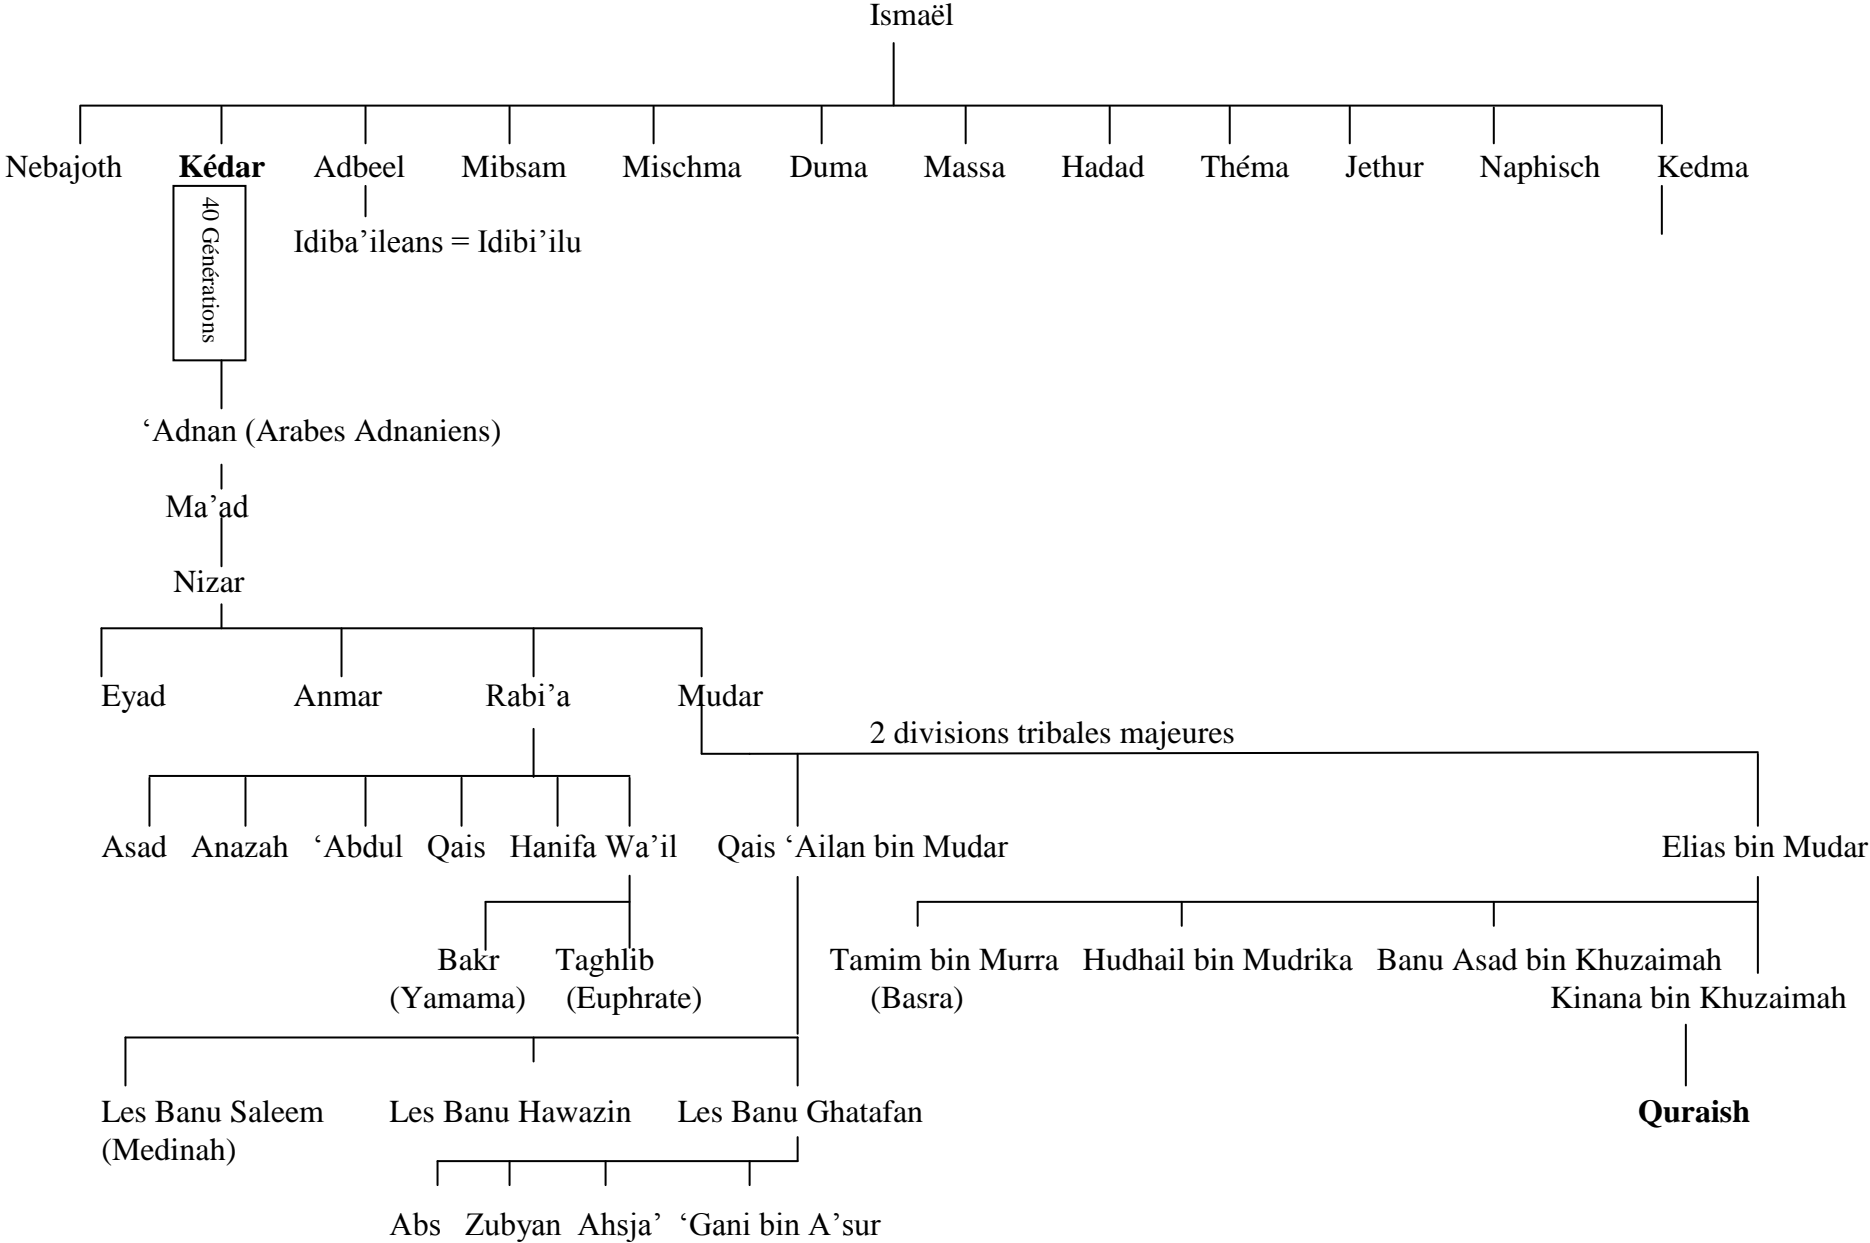 Ismaël
Nebajoth Kédar Adbeel Mibsam Mischma Duma Massa Hadad Théma Jethur Naphisch Kedma
40 Générations
Idiba’ileans = Idibi’ilu
‘Adnan (Arabes Adnaniens)
Ma’ad
Nizar
Eyad Anmar Rabi’a Mudar
2 divisions tribales majeures
Asad Anazah ‘Abdul Qais Hanifa Wa’il Qais ‘Ailan bin Mudar Elias bin Mudar
Bakr Taghlib Tamim bin Murra Hudhail bin Mudrika Banu Asad bin Khuzaimah
(Yamama) (Euphrate) (Basra) Kinana bin Khuzaimah
Les Banu Saleem Les Banu Hawazin Les Banu Ghatafan Quraish
(Medinah)
Abs Zubyan Ahsja’ ‘Gani bin A’sur